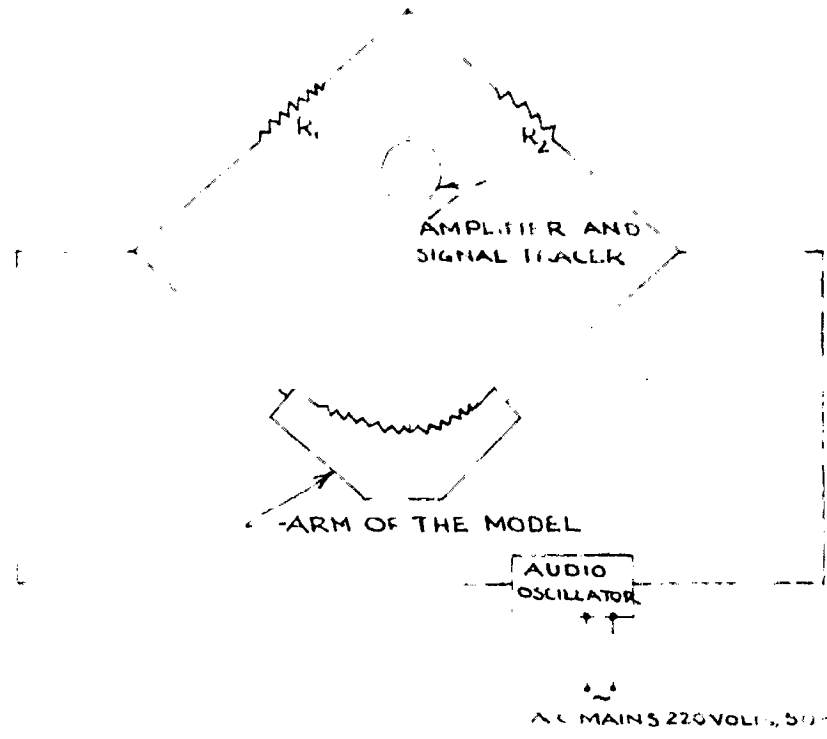 R₁
R₂
AMPLIFIER AND
SIGNAL TRACER
ARM OF THE MODEL
AUDIO
OSCILLATOR
A C MAINS 220 VOLTS, 50